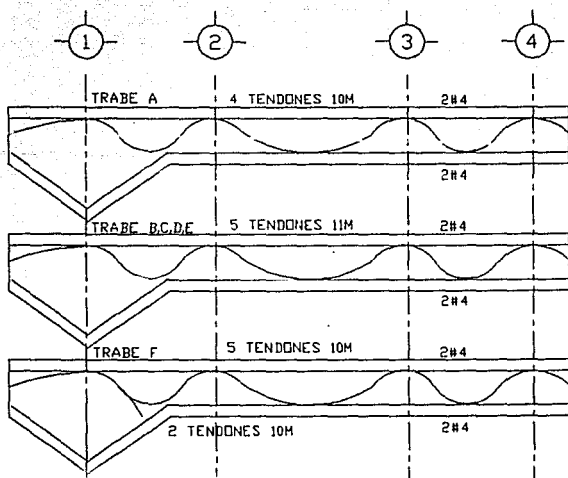 1 2 3 4
TRABE A 4 TENDONES 10M 2#4
2#4
TRABE B,C,D,E 5 TENDONES 11M 2#4
2#4
TRABE F 5 TENDONES 10M 2#4
2 TENDONES 10M 2#4